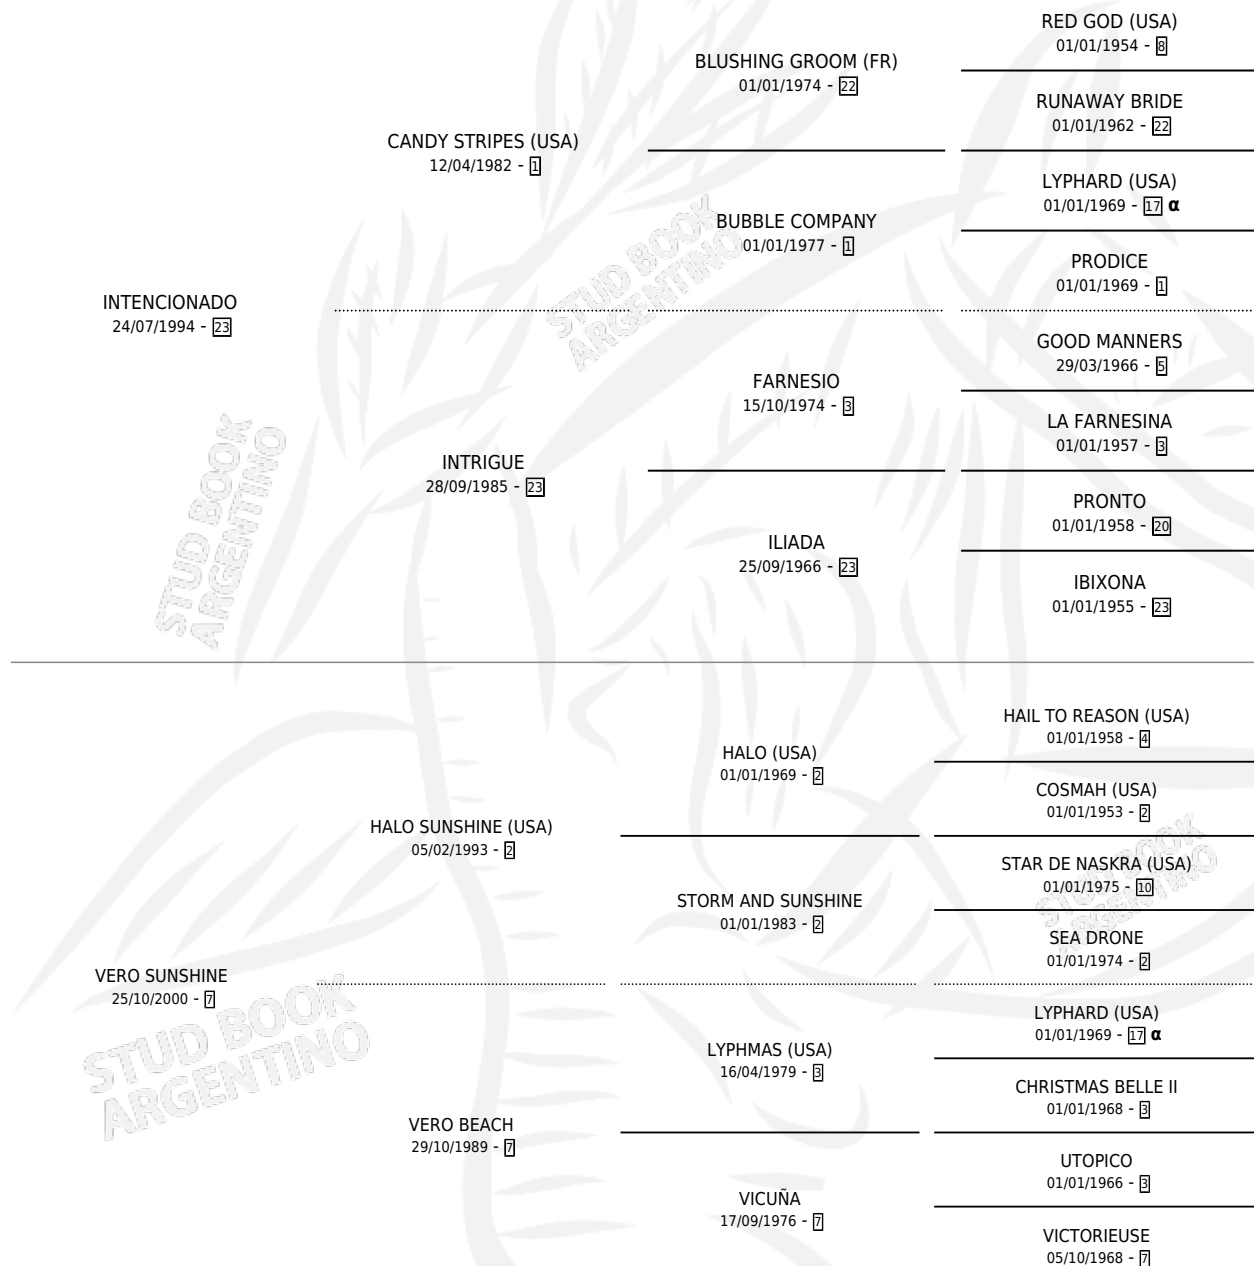 RED GOD (USA)
01/01/1954 - 8
BLUSHING GROOM (FR)
01/01/1974 - 22
RUNAWAY BRIDE
01/01/1962 - 22
CANDY STRIPES (USA)
12/04/1982 - 1
LYPHARD (USA)
01/01/1969 - 17 α
BUBBLE COMPANY
01/01/1977 - 1
PRODICE
01/01/1969 - 1
STUD BOOK
ARGENTINO
INTENCIONADO
24/07/1994 - 23
GOOD MANNERS
29/03/1966 - 5
FARNESIO
15/10/1974 - 3
LA FARNESINA
01/01/1957 - 3
INTRIGUE
28/09/1985 - 23
PRONTO
01/01/1958 - 20
ILIADA
25/09/1966 - 23
IBIXONA
01/01/1955 - 23
STUD BOOK
ARGENTINO
HAIL TO REASON (USA)
01/01/1958 - 4
HALO (USA)
01/01/1969 - 2
COSMAH (USA)
01/01/1953 - 2
HALO SUNSHINE (USA)
05/02/1993 - 2
STAR DE NASKRA (USA)
01/01/1975 - 10
STUD BOOK
ARGENTINO
STORM AND SUNSHINE
01/01/1983 - 2
SEA DRONE
01/01/1974 - 2
VERO SUNSHINE
25/10/2000 - 7
STUD BOOK
ARGENTINO
LYPHARD (USA)
01/01/1969 - 17 α
LYPHMAS (USA)
16/04/1979 - 3
CHRISTMAS BELLE II
01/01/1968 - 3
VERO BEACH
29/10/1989 - 7
UTOPICO
01/01/1966 - 3
VICUÑA
17/09/1976 - 7
VICTORIEUSE
05/10/1968 - 7